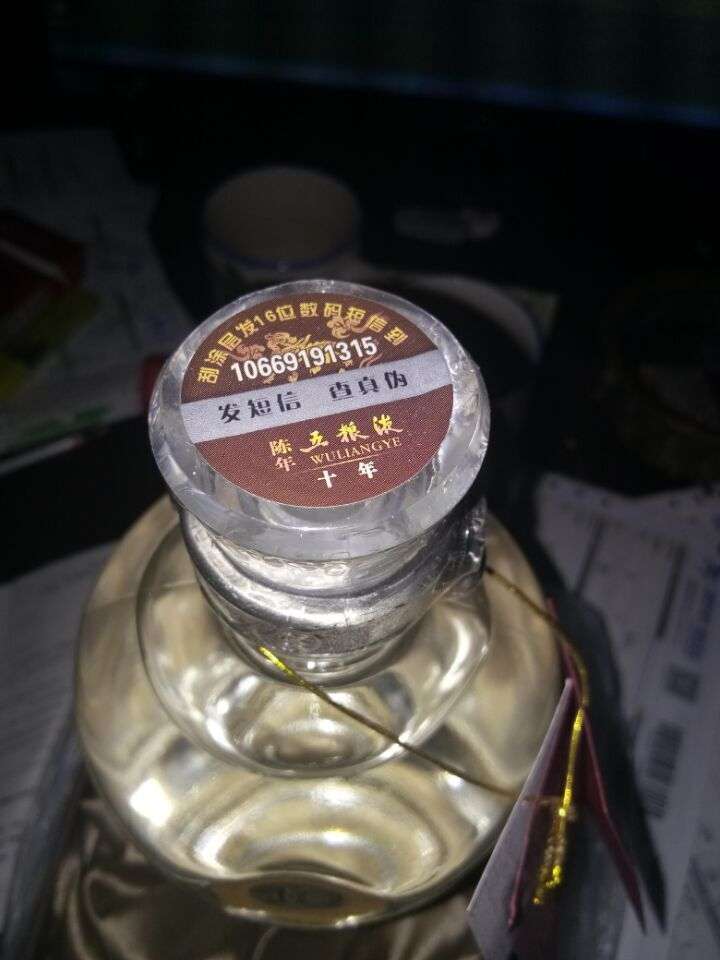 刮涂层发16位数码短信到
10669191315
发短信 查真伪
陈年 五粮液
WULIANGYE
十年